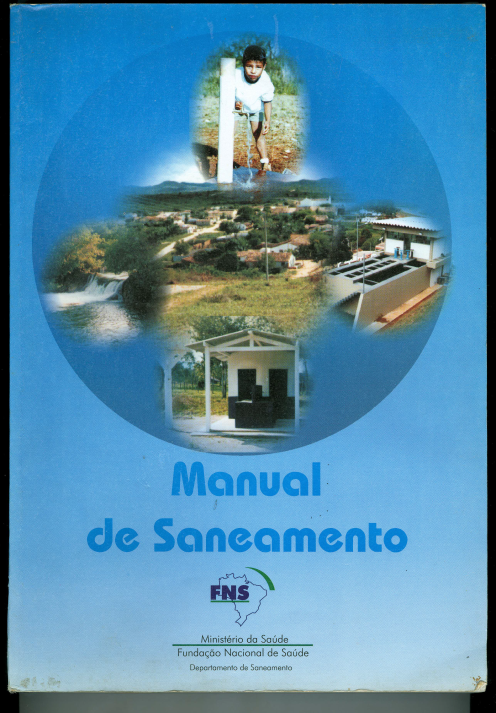 Manual
de Saneamento
FNS
Ministério da Saúde
Fundação Nacional de Saúde
Departamento de Saneamento